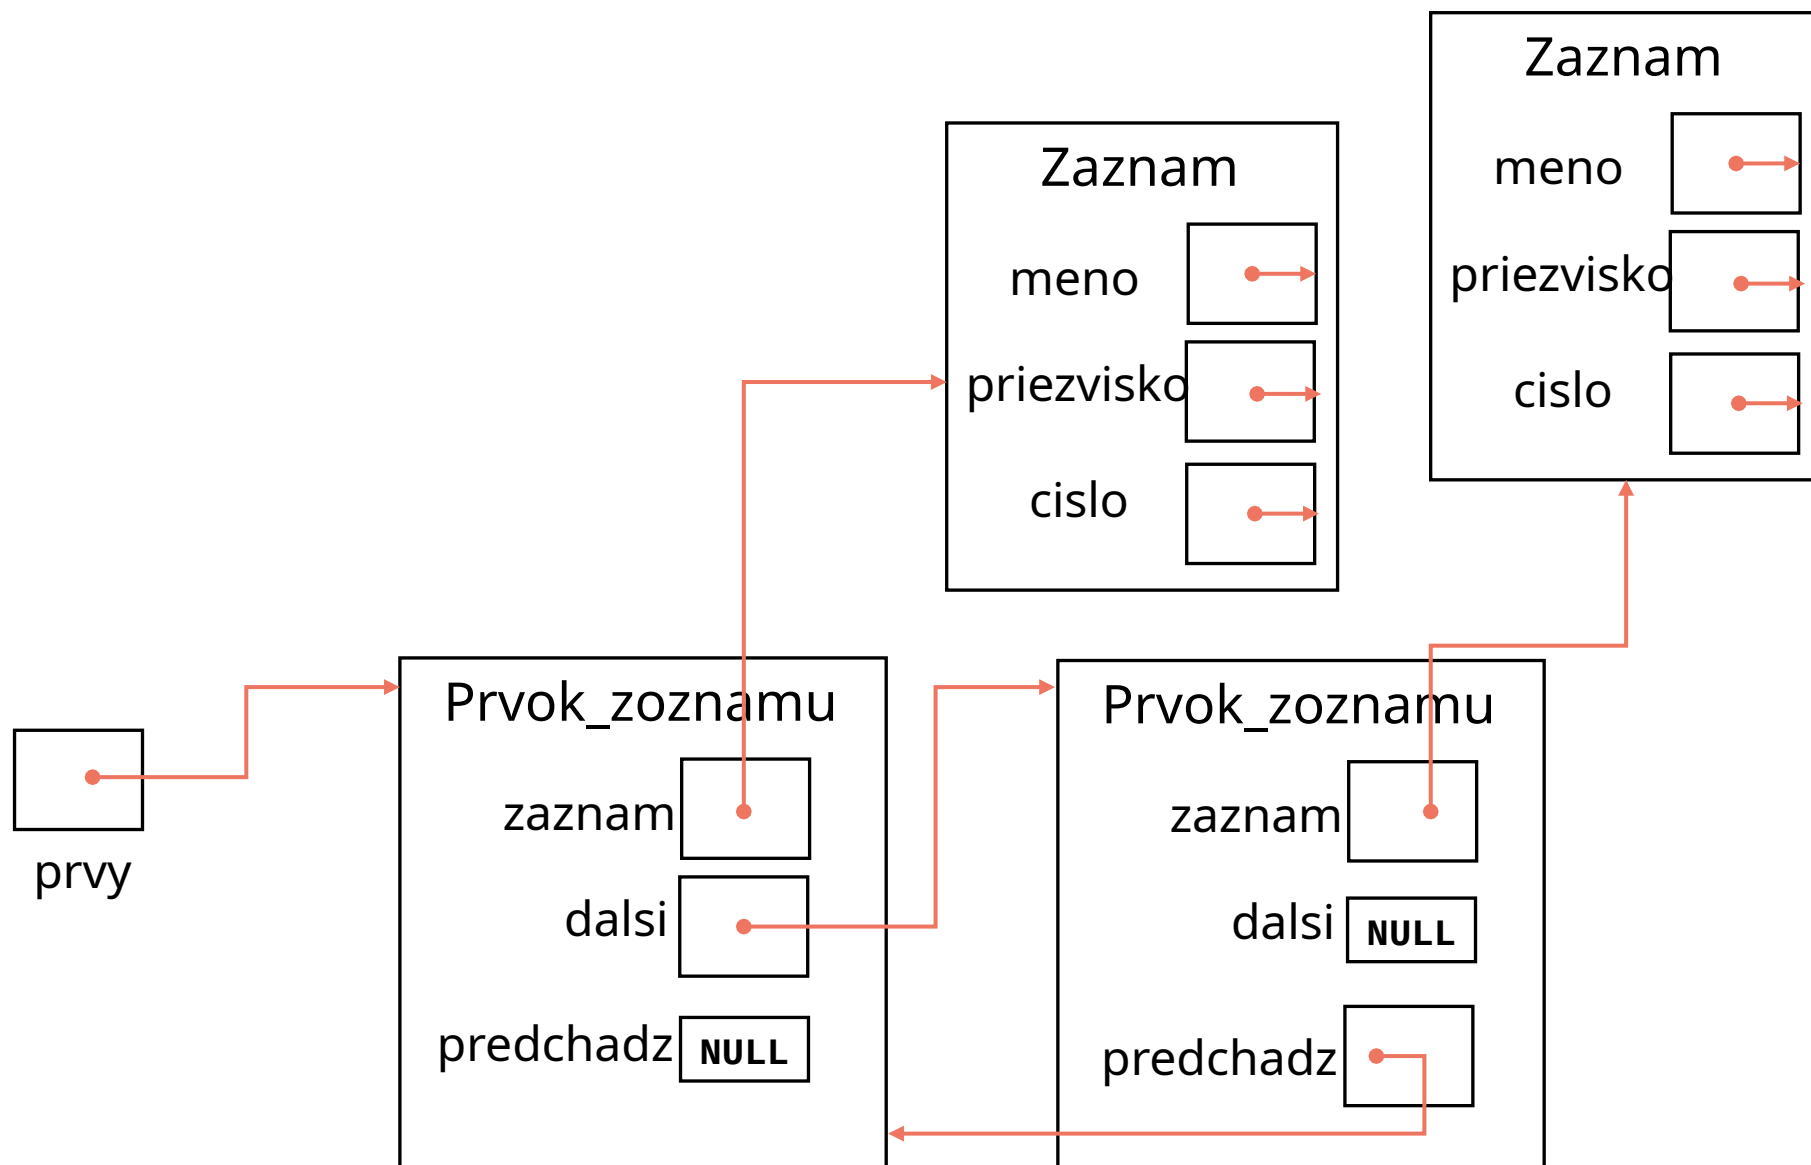 Zaznam
meno
priezvisko
cislo
Zaznam
meno
priezvisko
cislo
prvy
Prvok_zoznamu
zaznam
dalsi
predchadz NULL
Prvok_zoznamu
zaznam
dalsi NULL
predchadz